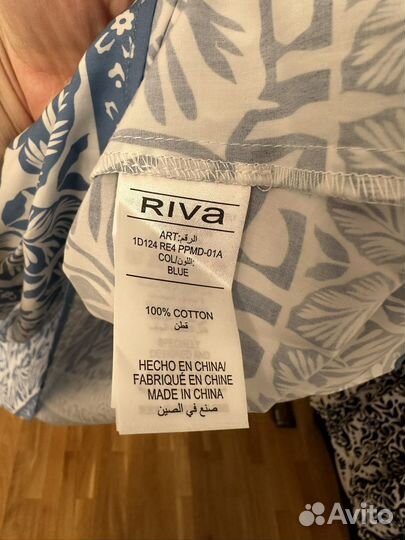 RIVa
ART:الرقم:
1D124 RE4 PPMD-01A
COL/اللون:
BLUE
100% COTTON
قطن
HECHO EN CHINA/
FABRIQUÉ EN CHINE
MADE IN CHINA
صنع في الصين
Avito